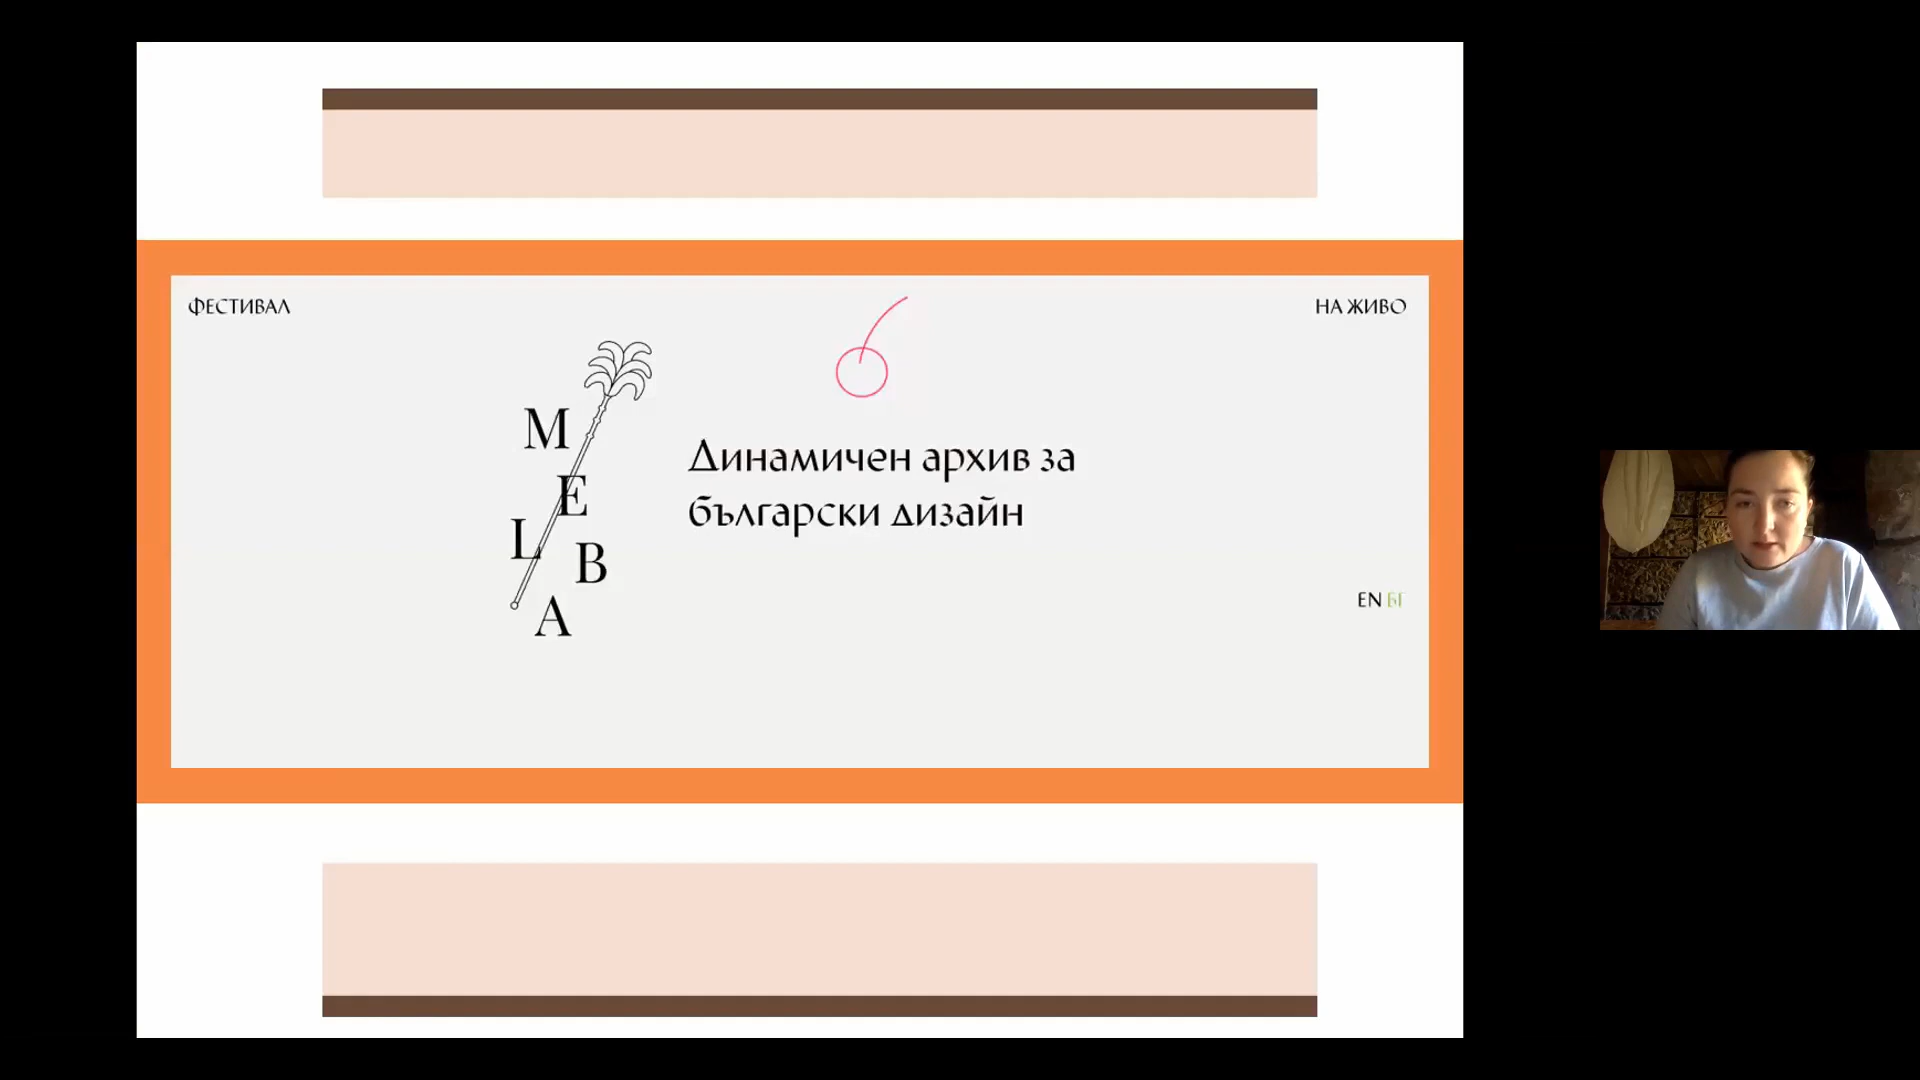 ФЕСТИВАЛ
НА ЖИВО
M
E
L
B
A
Динамичен архив за
български дизайн
EN БГ